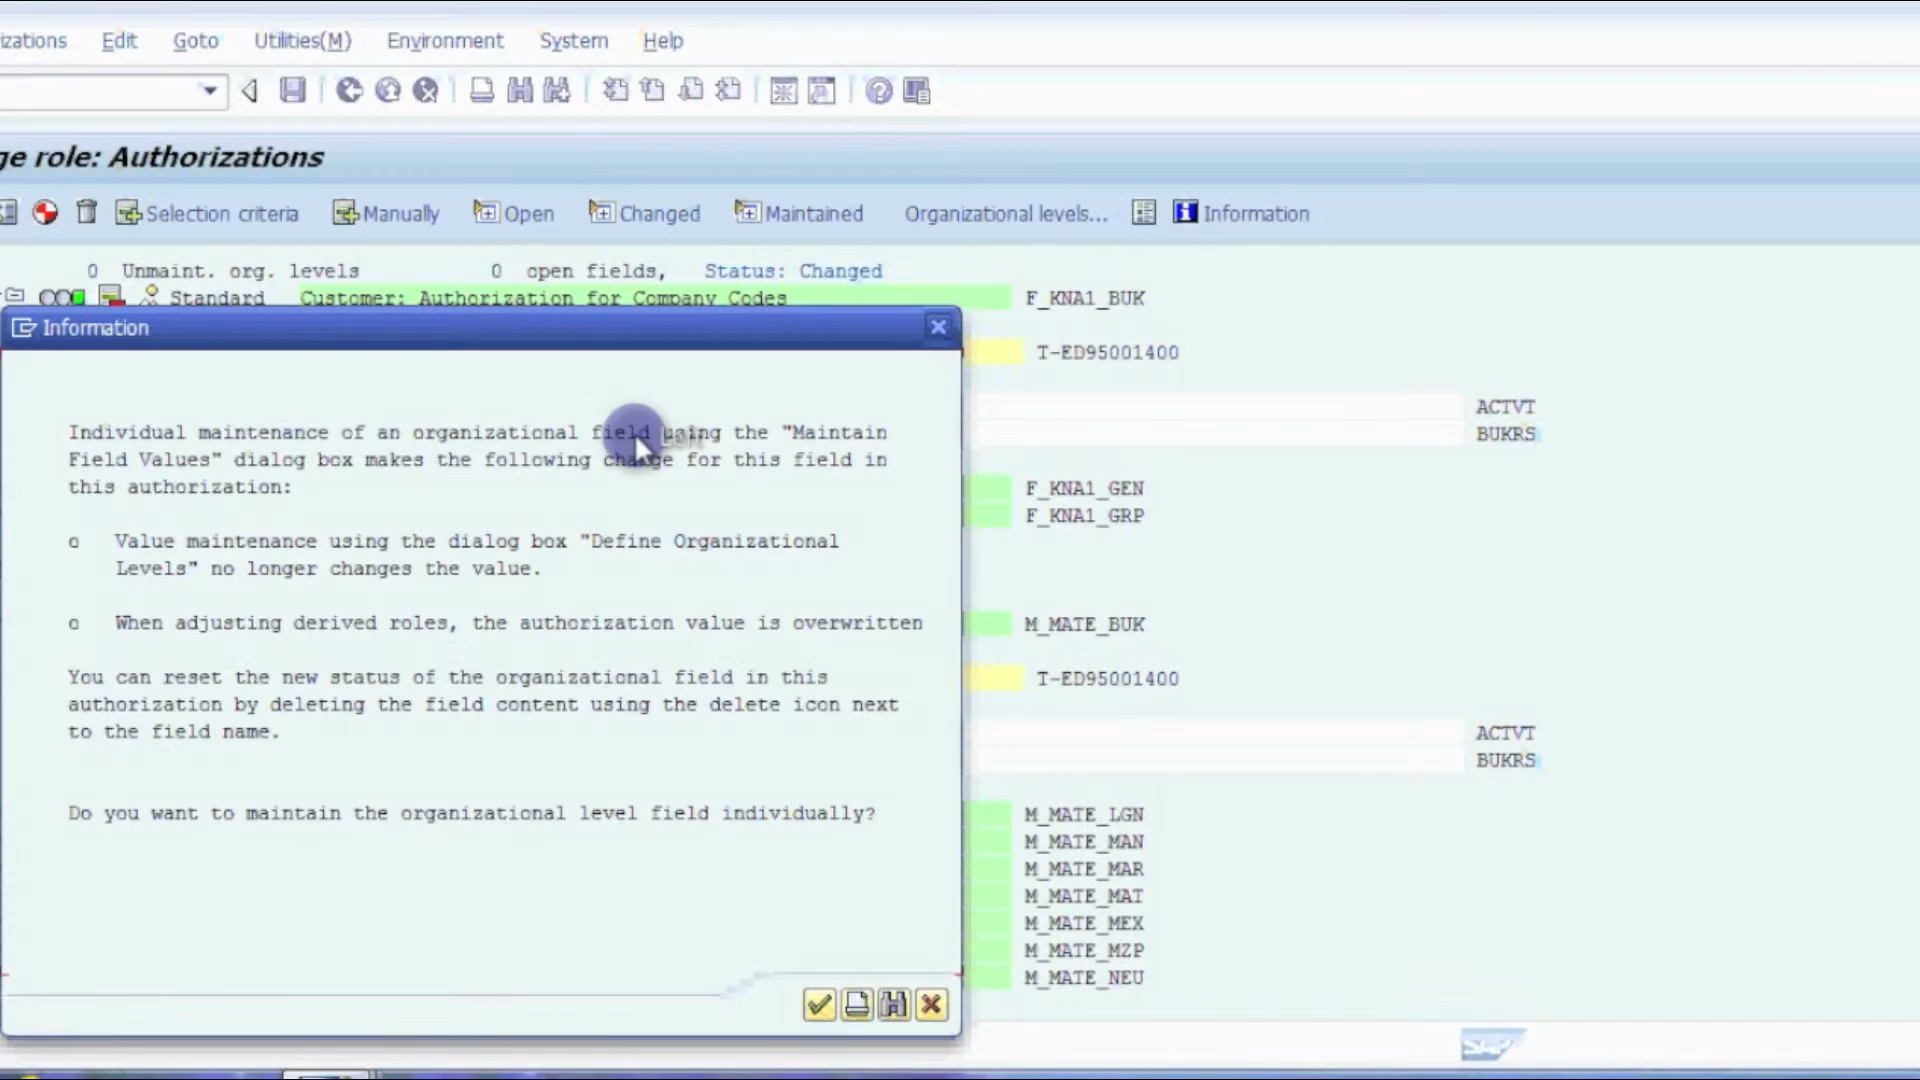 izations Edit Goto Utilities(M) Environment System Help
ge role: Authorizations
Selection criteria Manually Open Changed Maintained Organizational levels... Information
0 Unmaint. org. levels 0 open fields, Status: Changed
Standard Customer: Authorization for Company Codes F_KNA1_BUK
Information
T-ED95001400
ACTVT
BUKRS
F_KNA1_GEN
F_KNA1_GRP
M_MATE_BUK
T-ED95001400
ACTVT
BUKRS
M_MATE_LGN
M_MATE_MAN
M_MATE_MAR
M_MATE_MAT
M_MATE_MEX
M_MATE_MZP
M_MATE_NEU
Individual maintenance of an organizational field using the "Maintain
Field Values" dialog box makes the following change for this field in
this authorization:
o Value maintenance using the dialog box "Define Organizational
Levels" no longer changes the value.
o When adjusting derived roles, the authorization value is overwritten
You can reset the new status of the organizational field in this
authorization by deleting the field content using the delete icon next
to the field name.
Do you want to maintain the organizational level field individually?
SAP